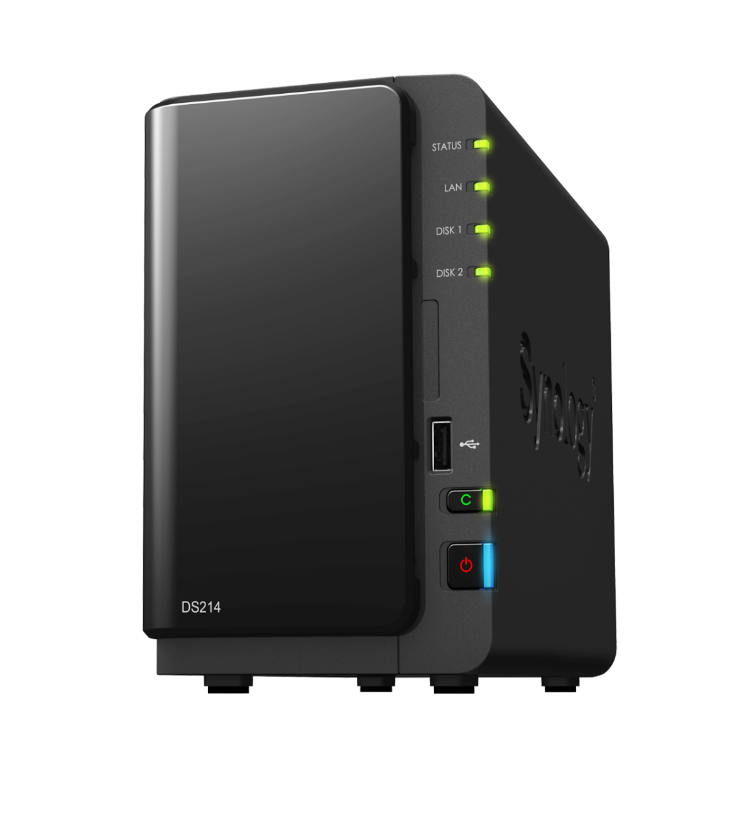 STATUS
LAN
DISK 1
DISK 2
Synology
C
DS214